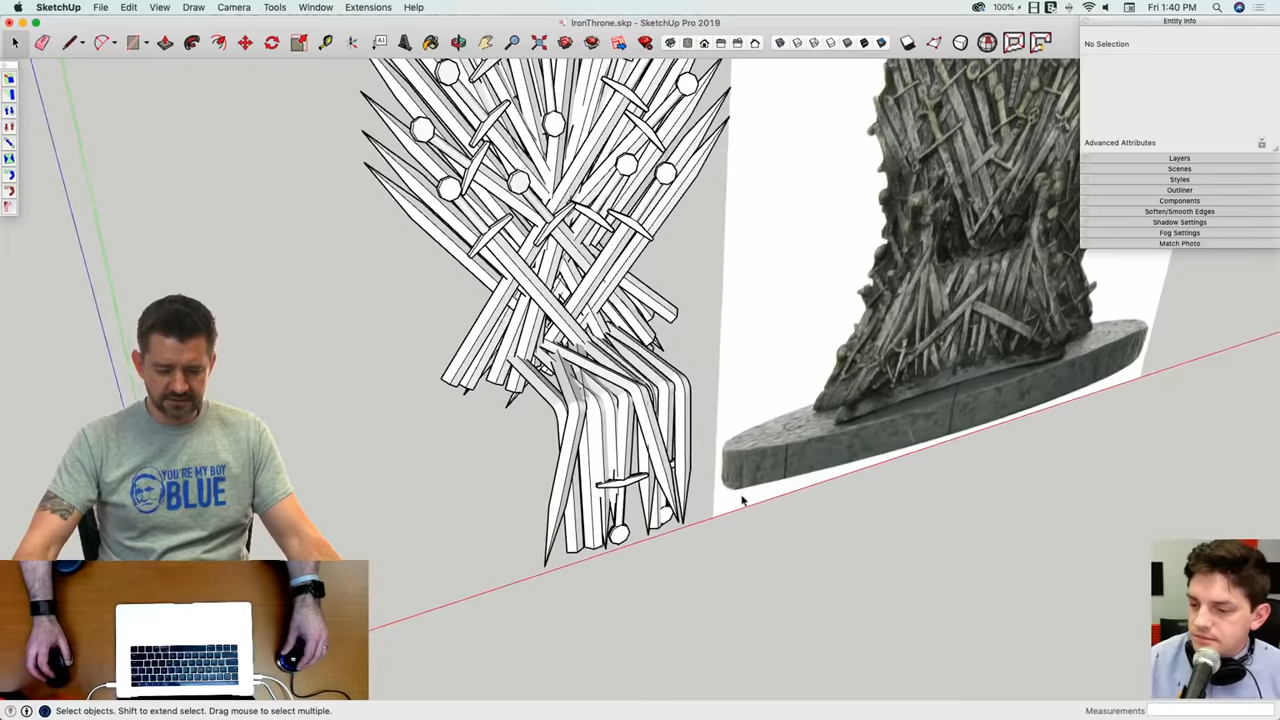 SketchUp File Edit View Draw Camera Tools Window Extensions Help
100% Fri 1:40 PM
IronThrone.skp - SketchUp Pro 2019
Entity Info
No Selection
Advanced Attributes
Layers
Scenes
Styles
Outliner
Components
Soften/Smooth Edges
Shadow Settings
Fog Settings
Match Photo
YOU'RE MY BOY
BLUE
Select objects. Shift to extend select. Drag mouse to select multiple.
Measurements